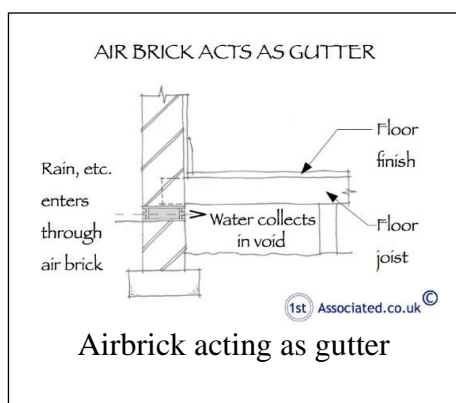 AIR BRICK ACTS AS GUTTER
Floor
finish
Rain, etc.
enters
through
air brick
Water collects
in void
Floor
joist
1st Associated.co.uk ©
Airbrick acting as gutter